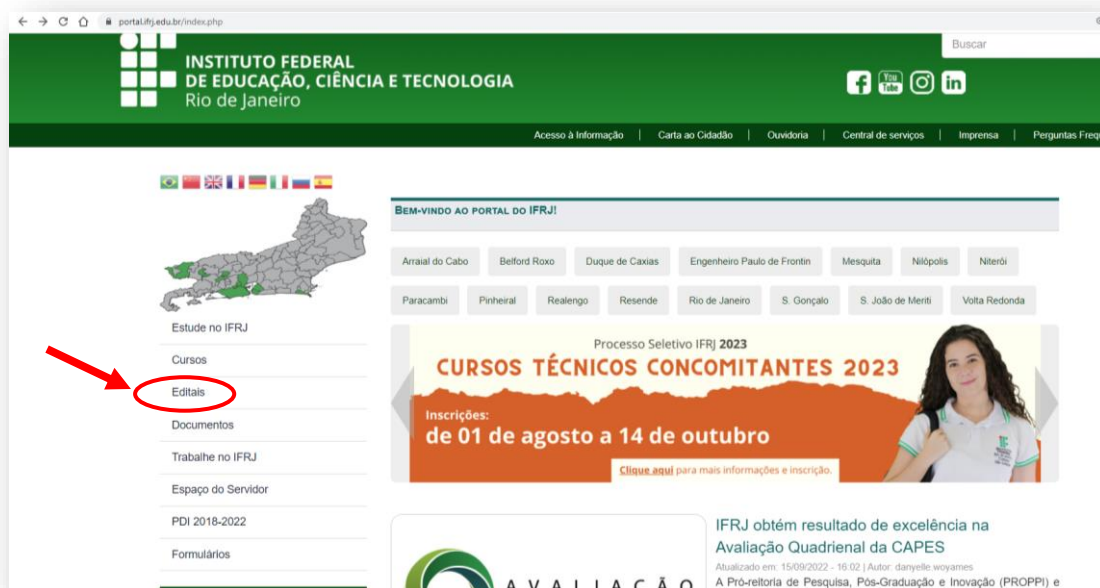 portal.ifrj.edu.br/index.php
Buscar
INSTITUTO FEDERAL
DE EDUCAÇÃO, CIÊNCIA E TECNOLOGIA
Rio de Janeiro
You Tube
in
Acesso à Informação | Carta ao Cidadão | Ouvidoria | Central de serviços | Imprensa | Perguntas Freq
BEM-VINDO AO PORTAL DO IFRJ!
Arraial do Cabo Belford Roxo Duque de Caxias Engenheiro Paulo de Frontin Mesquita Nilópolis Niterói
Paracambi Pinheiral Realengo Resende Rio de Janeiro S. Gonçalo S. João de Meriti Volta Redonda
Estude no IFRJ
Cursos
Editais
Documentos
Trabalhe no IFRJ
Espaço do Servidor
PDI 2018-2022
Formulários
Processo Seletivo IFRJ 2023
CURSOS TÉCNICOS CONCOMITANTES 2023
Inscrições:
de 01 de agosto a 14 de outubro
Clique aqui para mais informações e inscrição.
AVALIAÇÃO
IFRJ obtém resultado de excelência na
Avaliação Quadrienal da CAPES
Atualizado em: 15/09/2022 - 16:02 | Autor: danyelle.woyames
A Pró-reitoria de Pesquisa, Pós-Graduação e Inovação (PROPPI) e